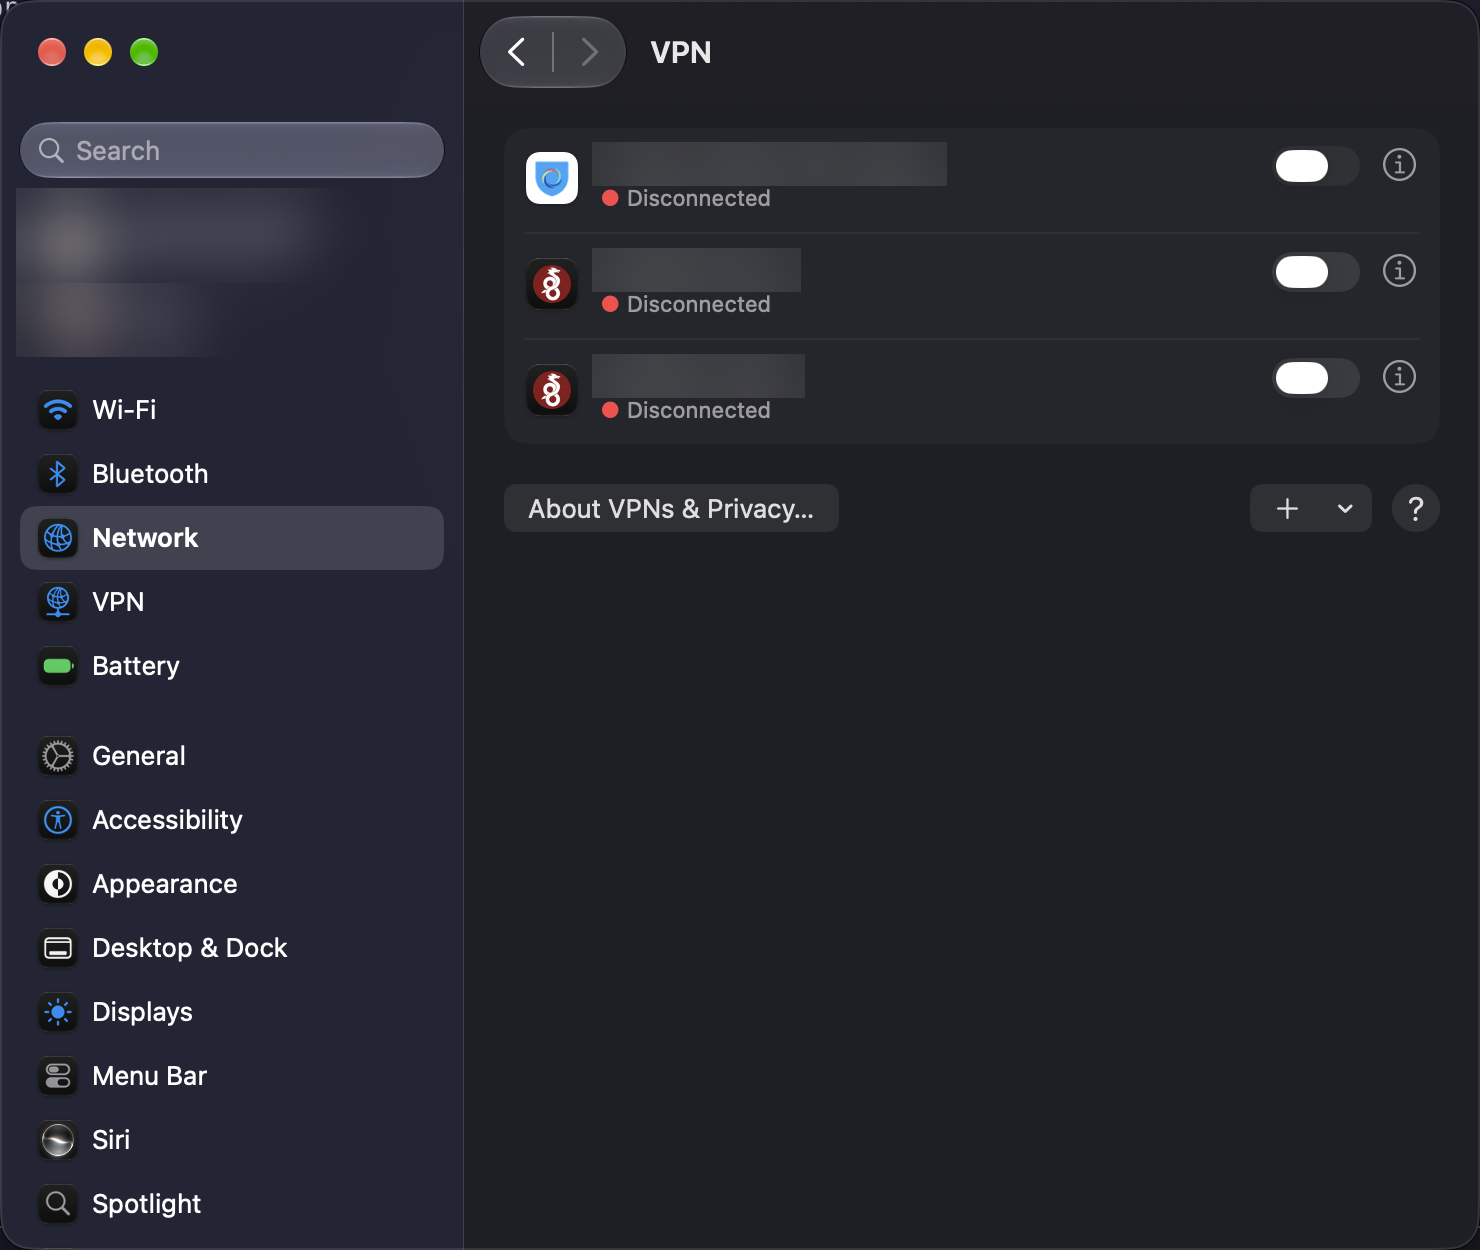 VPN
Search
Disconnected
Disconnected
Disconnected
Wi-Fi
Bluetooth
Network
VPN
Battery
General
Accessibility
Appearance
Desktop & Dock
Displays
Menu Bar
Siri
Spotlight
About VPNs & Privacy...
?